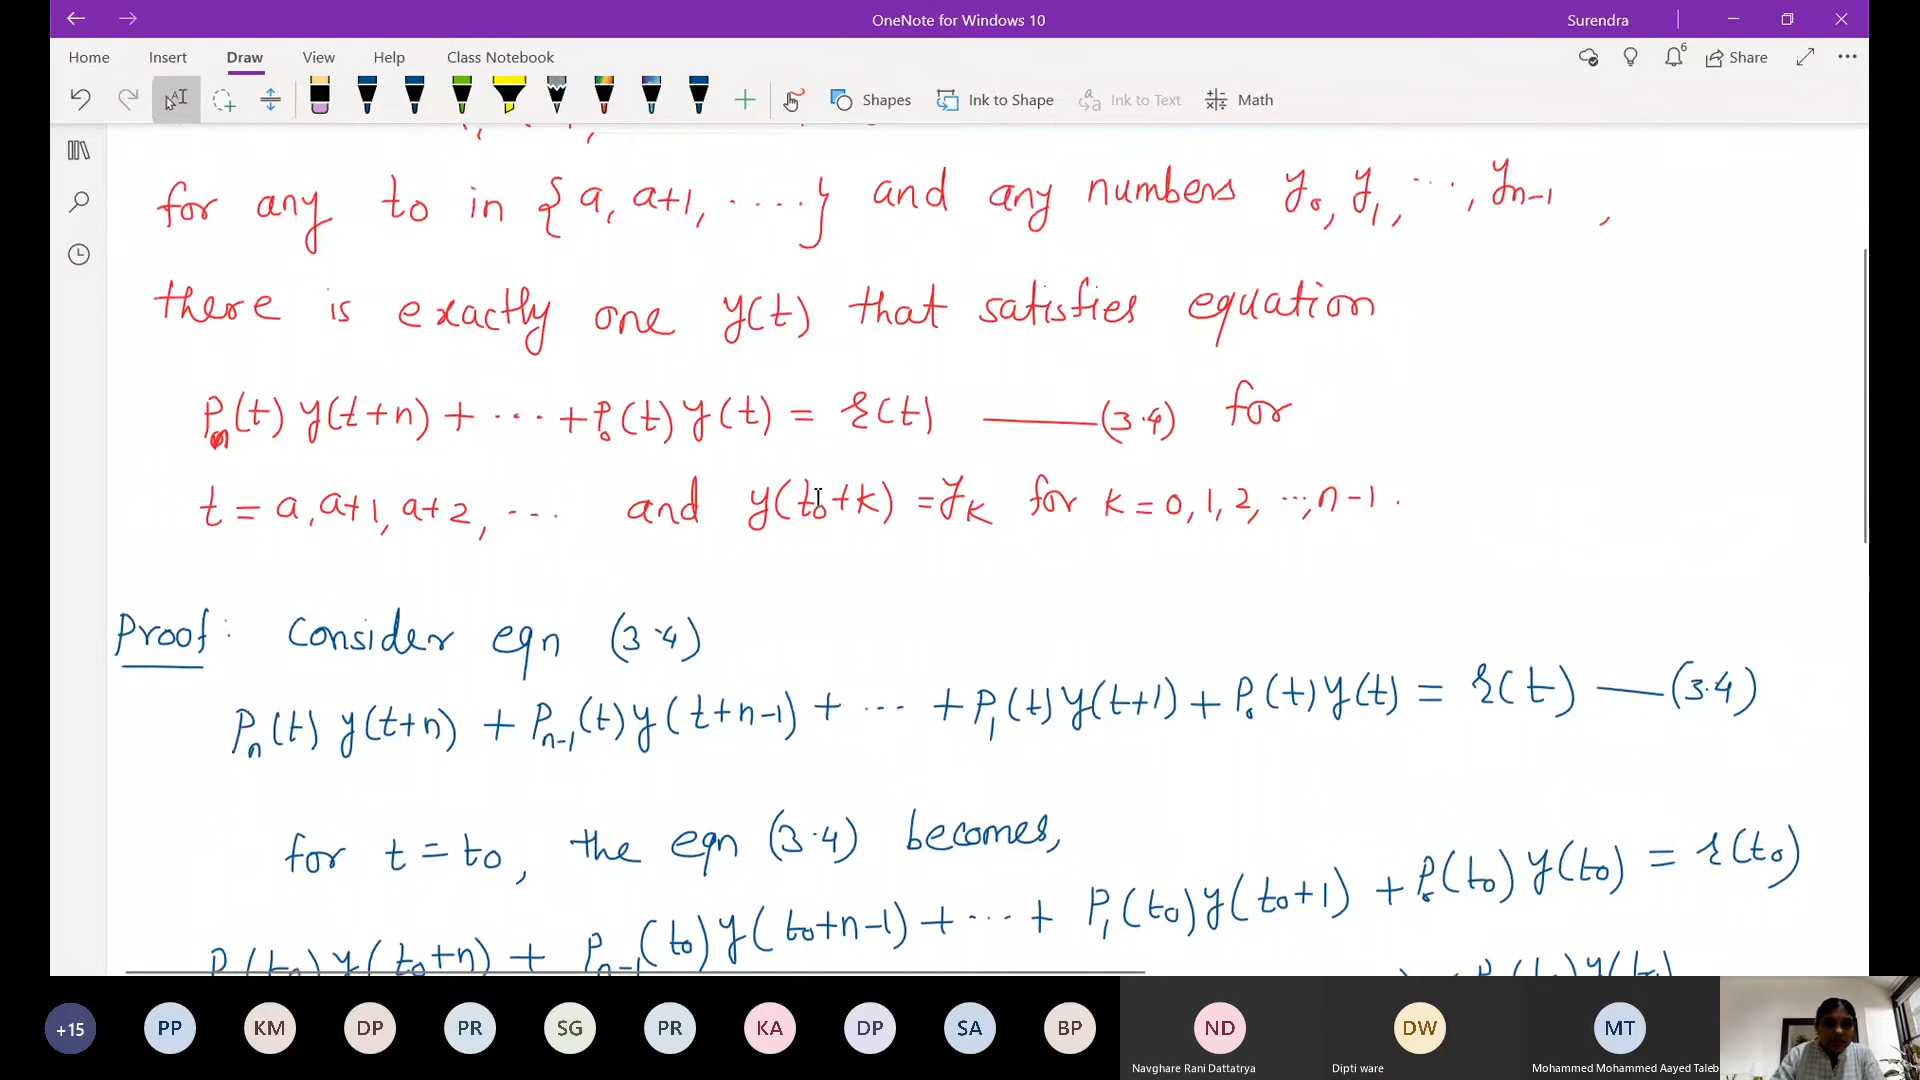 OneNote for Windows 10
Surendra
Home Insert Draw View Help Class Notebook
6
Share
Shapes Ink to Shape Ink to Text Math
for any t₀ in {a, a+1, ....} and any numbers y₀, y₁, ..., yₙ₋₁ ,
there is exactly one y(t) that satisfies equation
Pₙ(t) y(t+n) + ... + P₀(t) y(t) = r(t) ——(3.4) for
t = a, a+1, a+2, ... and y(t₀+k) = yₖ for k = 0, 1, 2, ..., n-1 .
Proof: Consider eqn (3.4)
Pₙ(t) y(t+n) + Pₙ₋₁(t) y(t+n-1) + ... + P₁(t) y(t+1) + P₀(t) y(t) = r(t) —(3.4)
for t = t₀, the eqn (3.4) becomes,
Pₙ(t₀) y(t₀+n) + Pₙ₋₁(t₀) y(t₀+n-1) + ... + P₁(t₀) y(t₀+1) + P₀(t₀) y(t₀) = r(t₀)
+15 PP KM DP PR SG PR KA DP SA BP ND DW MT
Navghare Rani Dattatrya Dipti ware Mohammed Mohammed Aayed Taleb